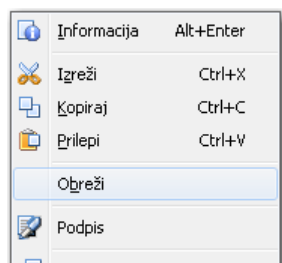 Informacija Alt+Enter
Izreži Ctrl+X
Kopiraj Ctrl+C
Prilepi Ctrl+V
Obreži
Podpis